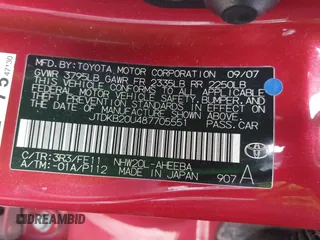 MFD.BY:TOYOTA MOTOR CORPORATION 09/07
GVWR 3795LB GAWR FR 2335LB RR 2250LB
THIS VEHICLE CONFORMS TO ALL APPLICABLE
FEDERAL MOTOR VEHICLE SAFETY, BUMPER, AND
THEFT PREVENTION STANDARDS IN EFFECT ON
THE DATE OF MANUFACTURE SHOWN ABOVE.
JTDKB20U487706551 PASS. CAR
C/TR:3R3/FE11 NHW20L-AHEEBA
A/TM:-01A/P112 MADE IN JAPAN
907 A
47130
DREAMBID